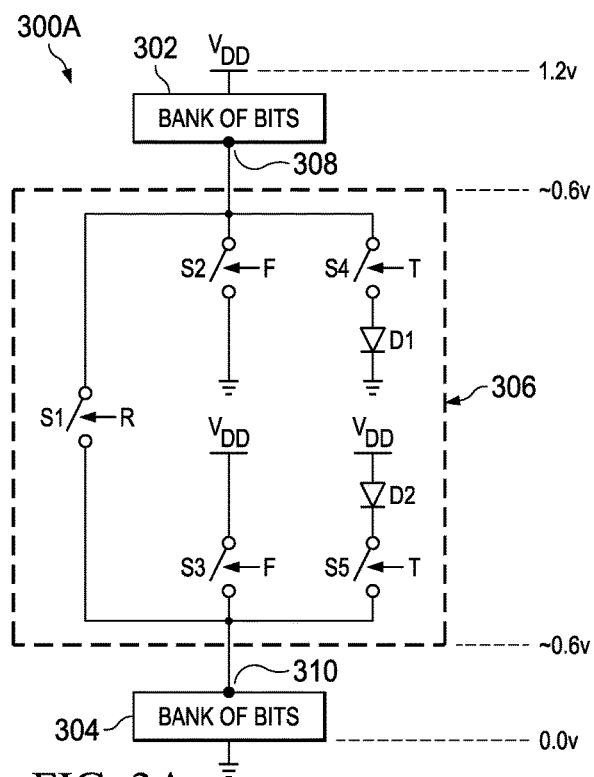 300A
302
VDD
1.2v
BANK OF BITS
308
~0.6v
S2 F
S4 T
D1
306
S1 R
VDD
VDD
D2
S3 F
S5 T
~0.6v
310
304
BANK OF BITS
0.0v
FIG. 3A